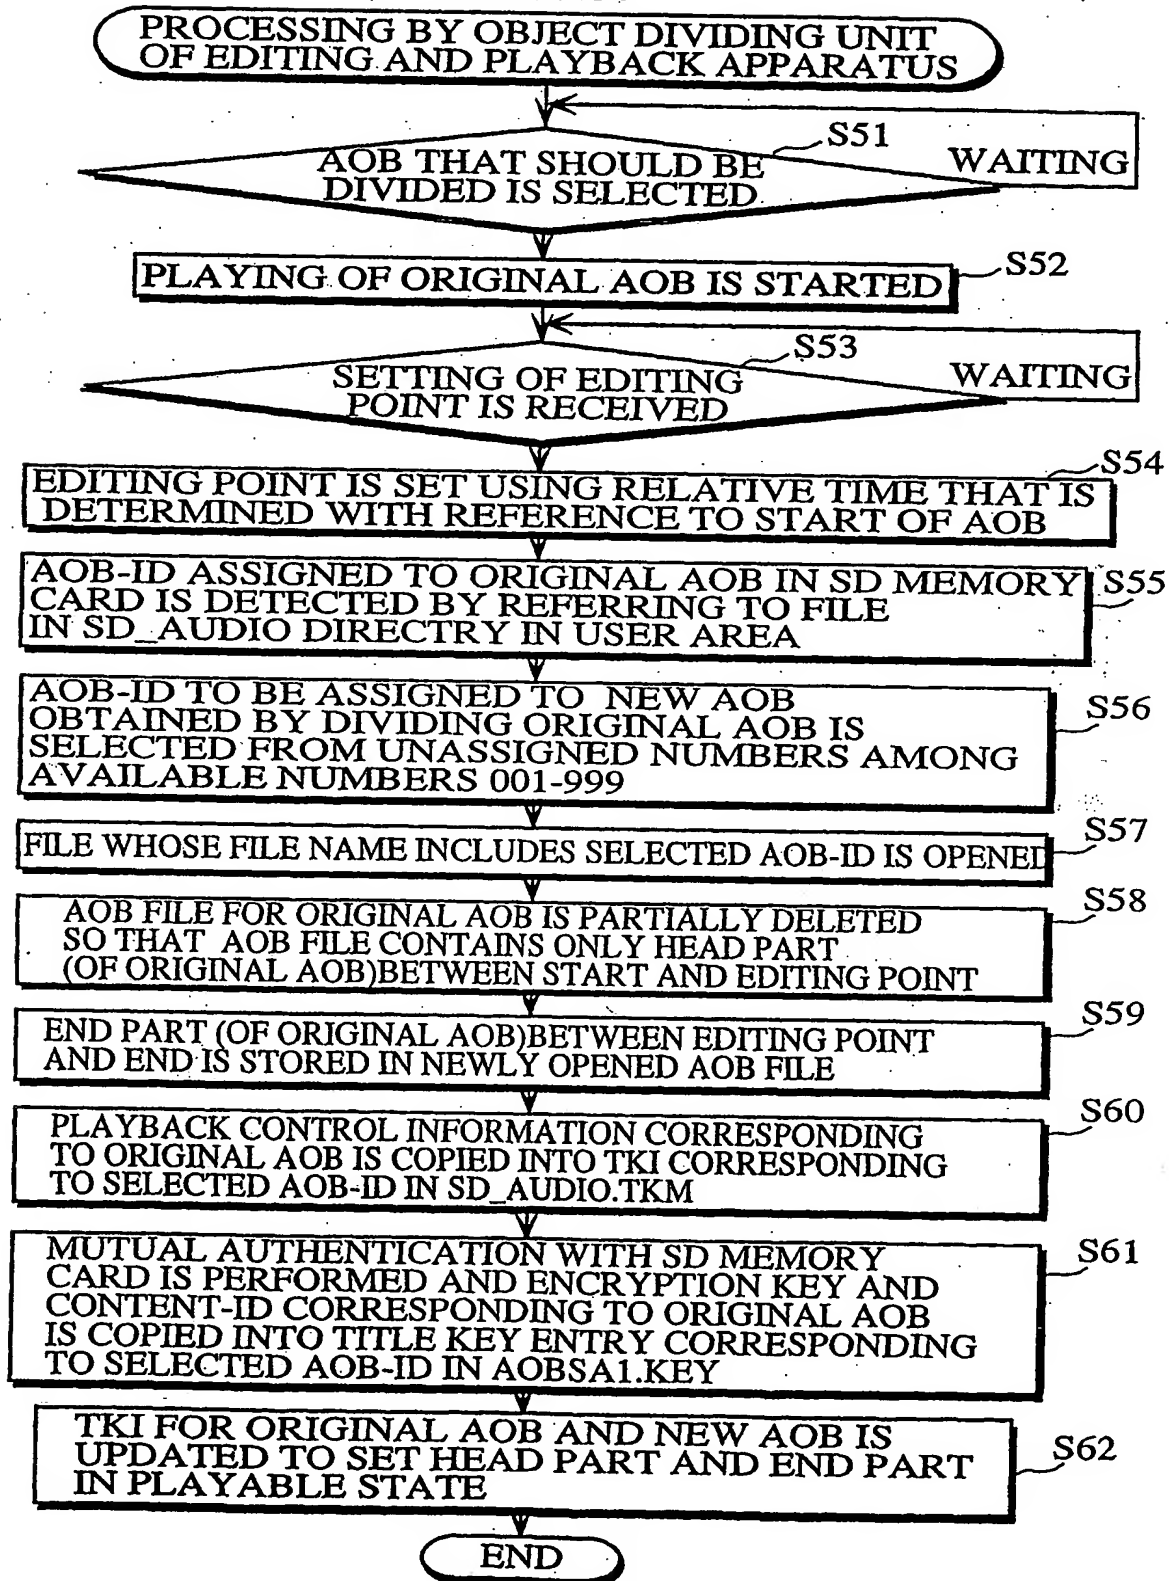 PROCESSING BY OBJECT DIVIDING UNIT
OF EDITING AND PLAYBACK APPARATUS
S51
AOB THAT SHOULD BE
DIVIDED IS SELECTED
WAITING
S52
PLAYING OF ORIGINAL AOB IS STARTED
S53
SETTING OF EDITING
POINT IS RECEIVED
WAITING
S54
EDITING POINT IS SET USING RELATIVE TIME THAT IS
DETERMINED WITH REFERENCE TO START OF AOB
S55
AOB-ID ASSIGNED TO ORIGINAL AOB IN SD MEMORY
CARD IS DETECTED BY REFERRING TO FILE
IN SD_AUDIO DIRECTRY IN USER AREA
S56
AOB-ID TO BE ASSIGNED TO NEW AOB
OBTAINED BY DIVIDING ORIGINAL AOB IS
SELECTED FROM UNASSIGNED NUMBERS AMONG
AVAILABLE NUMBERS 001-999
S57
FILE WHOSE FILE NAME INCLUDES SELECTED AOB-ID IS OPENED
S58
AOB FILE FOR ORIGINAL AOB IS PARTIALLY DELETED
SO THAT AOB FILE CONTAINS ONLY HEAD PART
(OF ORIGINAL AOB)BETWEEN START AND EDITING POINT
S59
END PART (OF ORIGINAL AOB)BETWEEN EDITING POINT
AND END IS STORED IN NEWLY OPENED AOB FILE
S60
PLAYBACK CONTROL INFORMATION CORRESPONDING
TO ORIGINAL AOB IS COPIED INTO TKI CORRESPONDING
TO SELECTED AOB-ID IN SD_AUDIO.TKM
S61
MUTUAL AUTHENTICATION WITH SD MEMORY
CARD IS PERFORMED AND ENCRYPTION KEY AND
CONTENT-ID CORRESPONDING TO ORIGINAL AOB
IS COPIED INTO TITLE KEY ENTRY CORRESPONDING
TO SELECTED AOB-ID IN AOBSA1.KEY
S62
TKI FOR ORIGINAL AOB AND NEW AOB IS
UPDATED TO SET HEAD PART AND END PART
IN PLAYABLE STATE
END